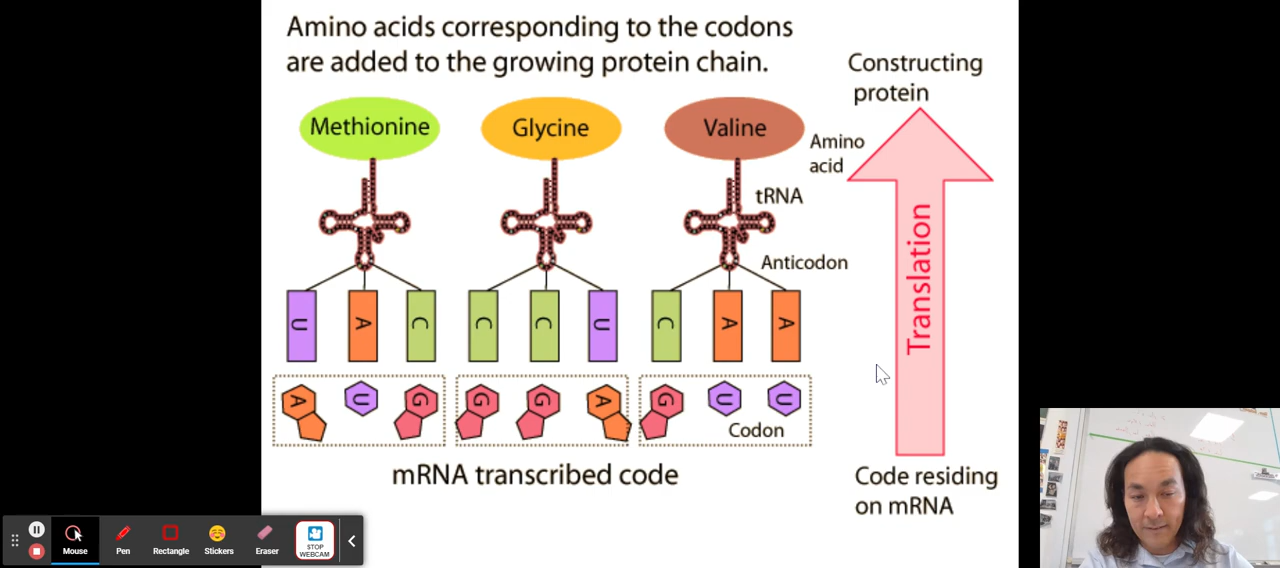 Amino acids corresponding to the codons
are added to the growing protein chain.
Constructing
protein
Methionine
Glycine
Valine
Amino
acid
tRNA
Anticodon
Translation
U A C C C U C A A
A U G G G A G U U
Codon
mRNA transcribed code
Code residing
on mRNA
Mouse
Pen
Rectangle
Stickers
Eraser
STOP
WEBCAM